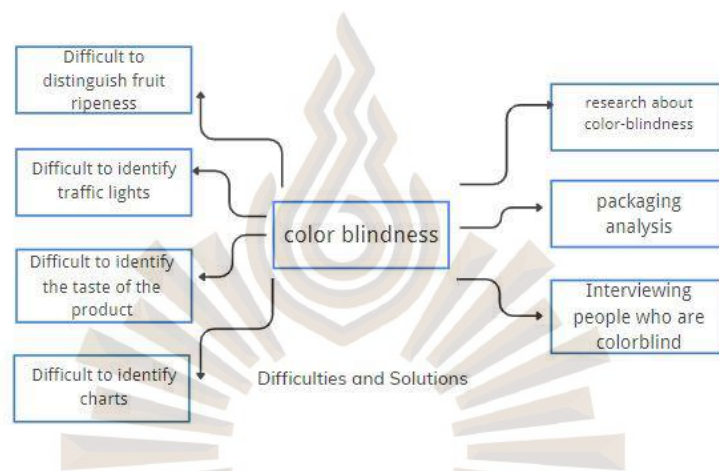 Difficult to
distinguish fruit
ripeness
Difficult to identify
traffic lights
Difficult to identify
the taste of the
product
Difficult to identify
charts
color blindness
Difficulties and Solutions
research about
color-blindness
packaging
analysis
Interviewing
people who are
colorblind